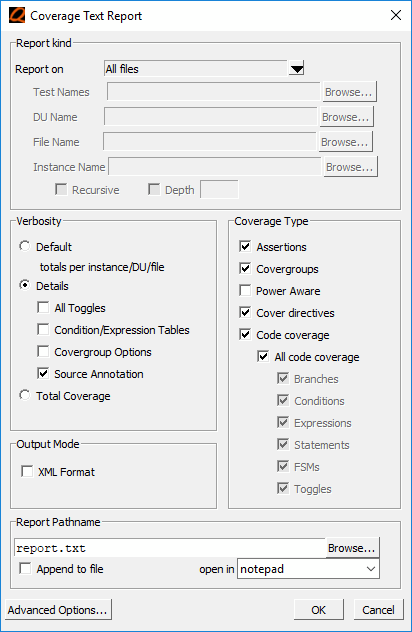 Coverage Text Report
Report kind
Report on All files
Test Names Browse...
DU Name Browse...
File Name Browse...
Instance Name Browse...
Recursive Depth
Verbosity
Default
totals per instance/DU/file
Details
All Toggles
Condition/Expression Tables
Covergroup Options
Source Annotation
Total Coverage
Output Mode
XML Format
Coverage Type
Assertions
Covergroups
Power Aware
Cover directives
Code coverage
All code coverage
Branches
Conditions
Expressions
Statements
FSMs
Toggles
Report Pathname
report.txt Browse...
Append to file open in notepad
Advanced Options... OK Cancel